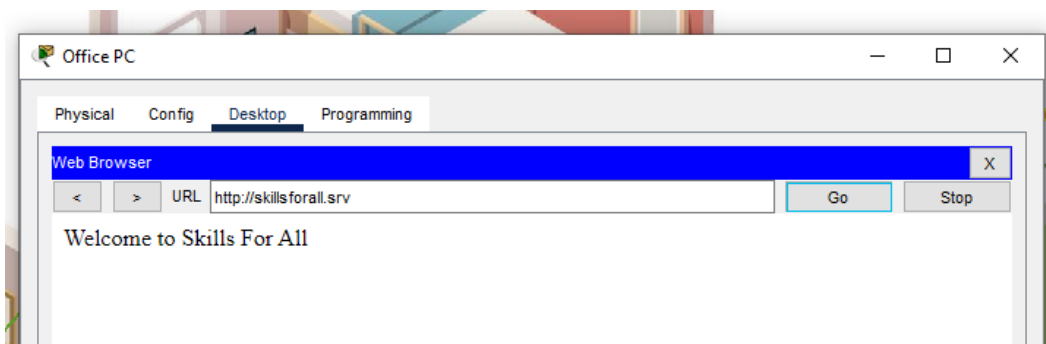 Office PC
Physical Config Desktop Programming
Web Browser
X
< > URL http://skillsforall.srv Go Stop
Welcome to Skills For All